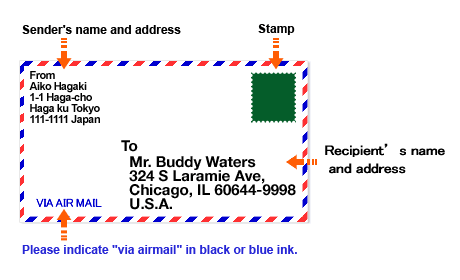 Sender's name and address
Stamp
From
Aiko Hagaki
1-1 Haga-cho
Haga ku Tokyo
111-1111 Japan
To
Mr. Buddy Waters
324 S Laramie Ave,
Chicago, IL 60644-9998
U.S.A.
Recipient’s name
and address
VIA AIR MAIL
Please indicate "via airmail" in black or blue ink.